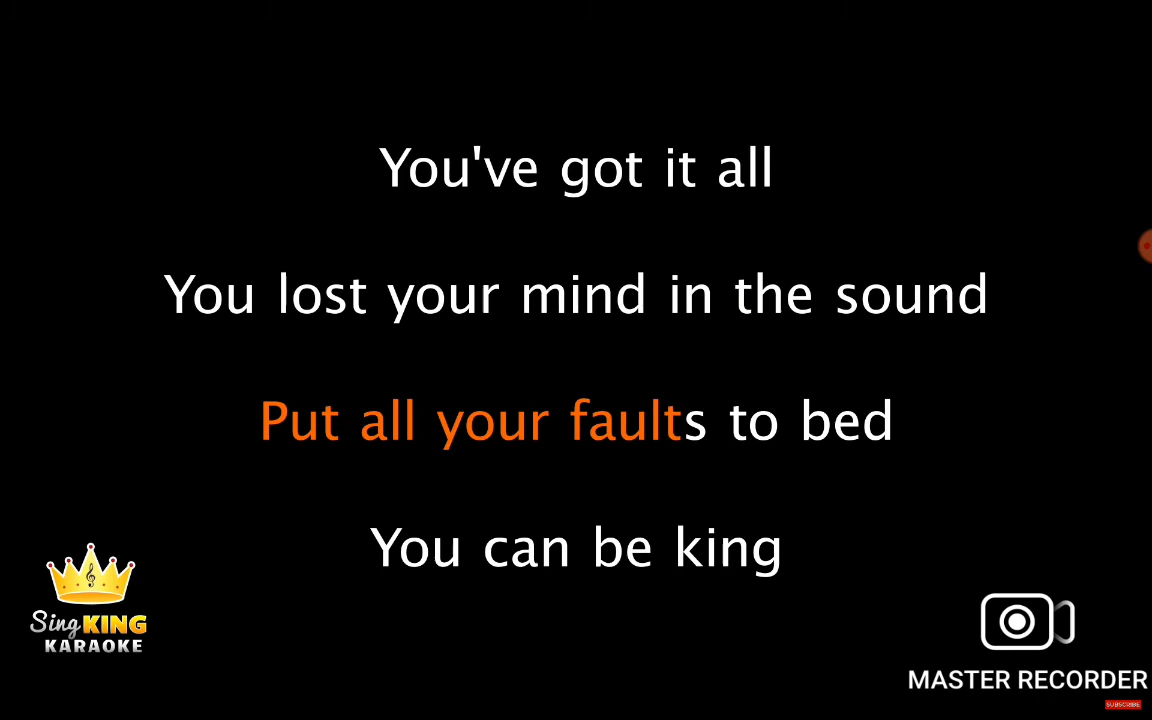 You've got it all
You lost your mind in the sound
Put all your faults to bed
You can be king
Sing KING
KARAOKE
MASTER RECORDER
SUBSCRIBE